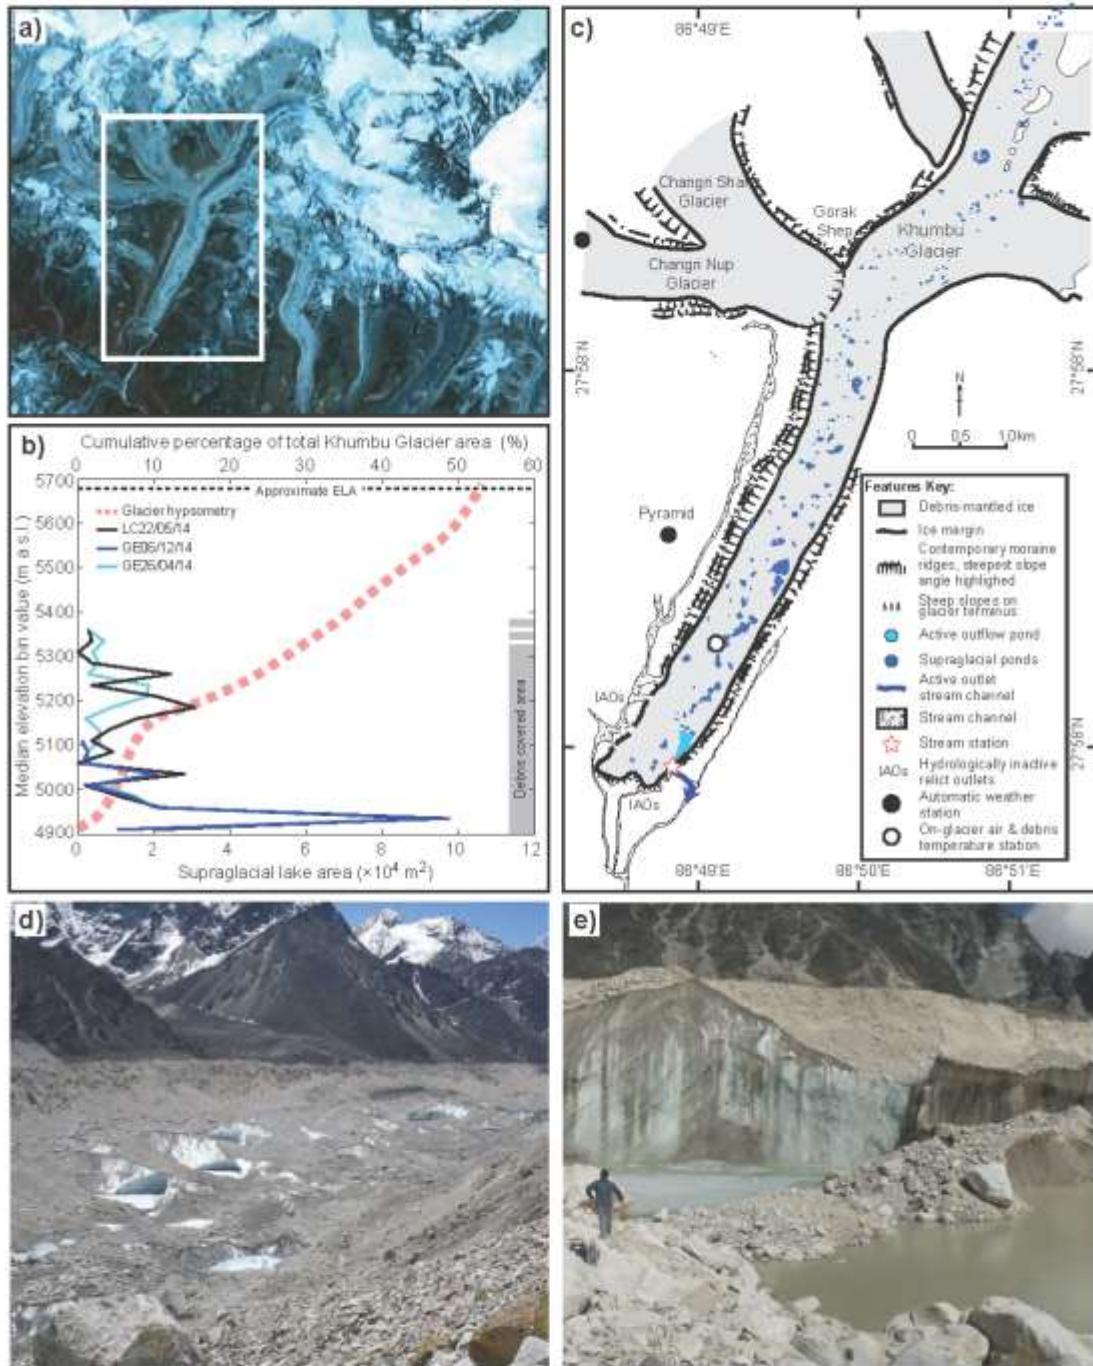 a)
b)
Cumulative percentage of total Khumbu Glacier area (%)
0 10 20 30 40 50 60
5700
5600
5500
5400
5300
5200
5100
5000
4900
Median elevation bin value (m a s.l.)
Approximate ELA
Glacier hypsometry
LC22/05/14
GE06/12/14
GE26/04/14
Debris covered area
0 2 4 6 8 10 12
Supraglacial lake area (×10⁴ m²)
c)
86°49'E
Changri Shar
Glacier
Gorak
Shep
Khumbu
Glacier
Changri Nup
Glacier
27°58'N
27°58'N
N
0 0.5 1.0km
Pyramid
IAOs
IAOs
27°58'N
Features Key:
Debris-mantled ice
Ice margin
Contemporary moraine
ridges, steepest slope
angle highlighed
Steep slopes on
glacier terminus
Active outflow pond
Supraglacial ponds
Active outlet
stream channel
Stream channel
Stream station
IAOs Hydrologically inactive
relict outlets
Automatic weather
station
On-glacier air & debris
temperature station
86°49'E 86°50'E 86°51'E
d)
e)